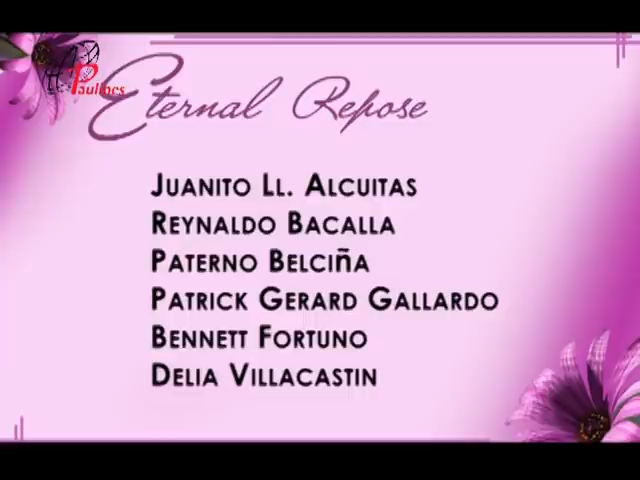 Paulines
Eternal Repose
Juanito Ll. Alcuitas
Reynaldo Bacalla
Paterno Belciña
Patrick Gerard Gallardo
Bennett Fortuno
Delia Villacastin